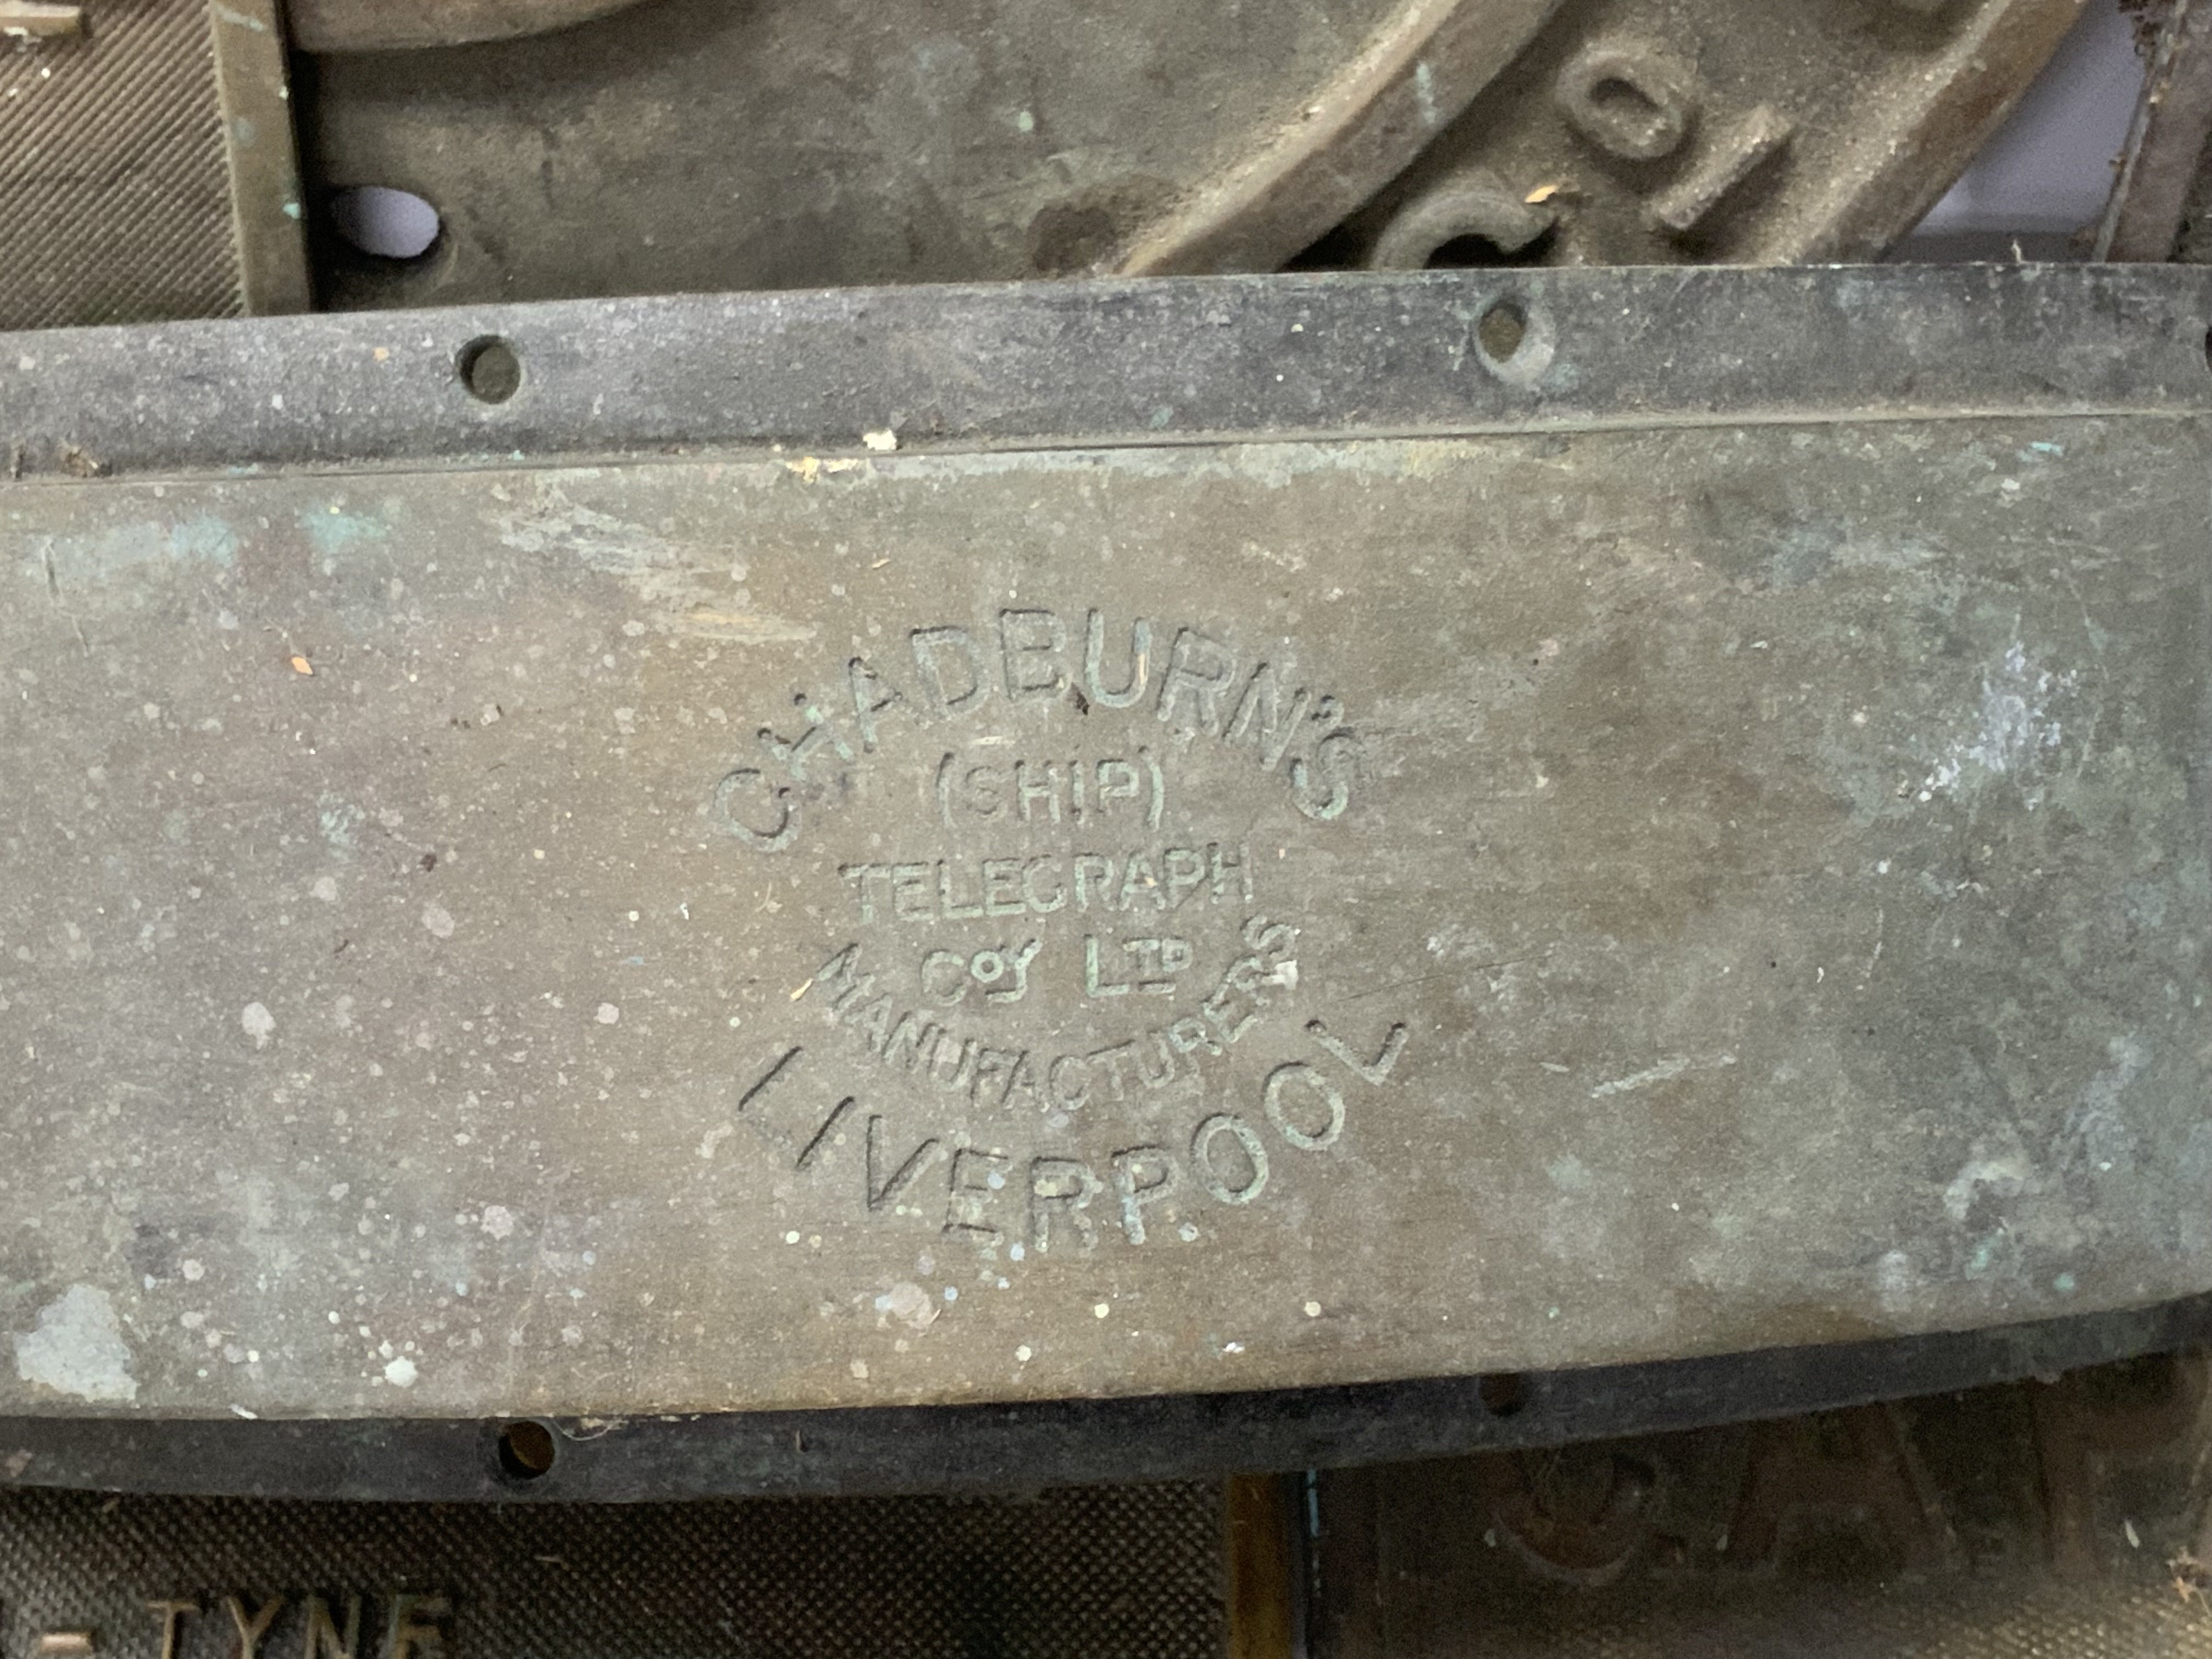 CHADBURN'S
(SHIP)
TELEGRAPH
COY LTD
MANUFACTURERS
LIVERPOOL
- TYNE